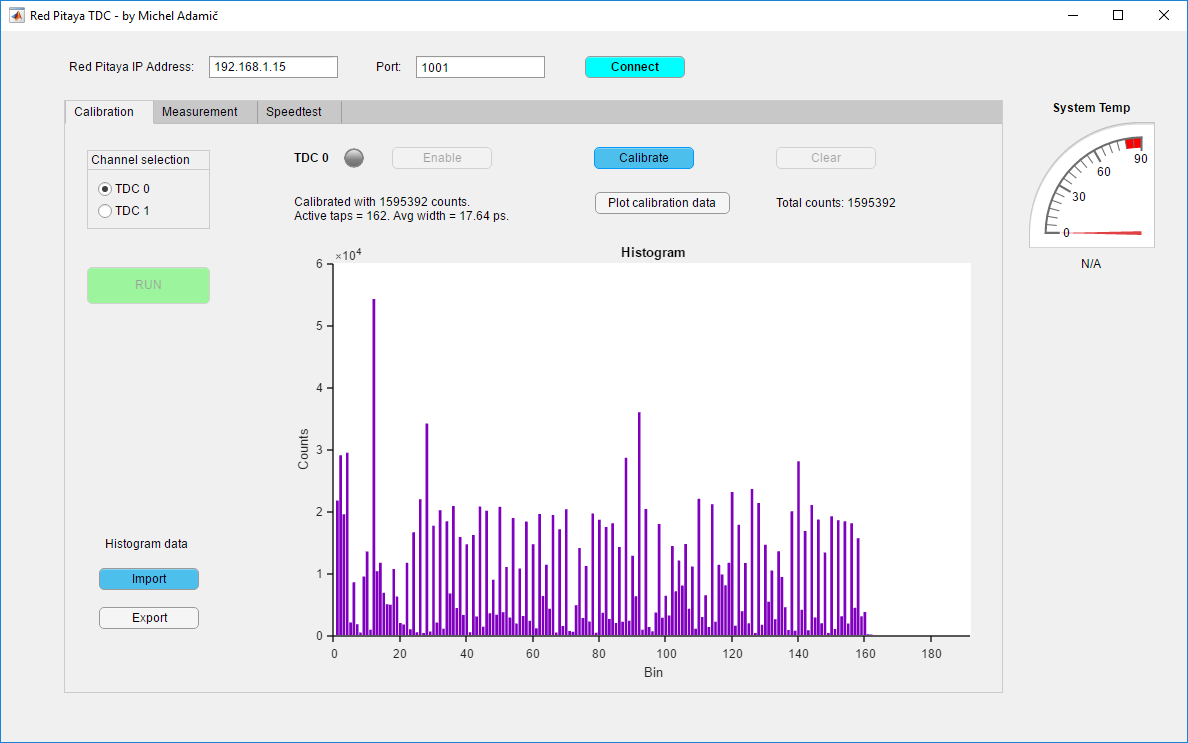 Red Pitaya TDC - by Michel Adamič
Red Pitaya IP Address: 192.168.1.15 Port: 1001 Connect
Calibration Measurement Speedtest
System Temp
0 30 60 90
N/A
Channel selection
TDC 0
TDC 1
RUN
TDC 0 Enable Calibrate Clear
Calibrated with 1595392 counts.
Active taps = 162. Avg width = 17.64 ps.
Plot calibration data
Total counts: 1595392
Histogram
×10⁴
6
5
4
3
2
1
0
Counts
0 20 40 60 80 100 120 140 160 180
Bin
Histogram data
Import
Export